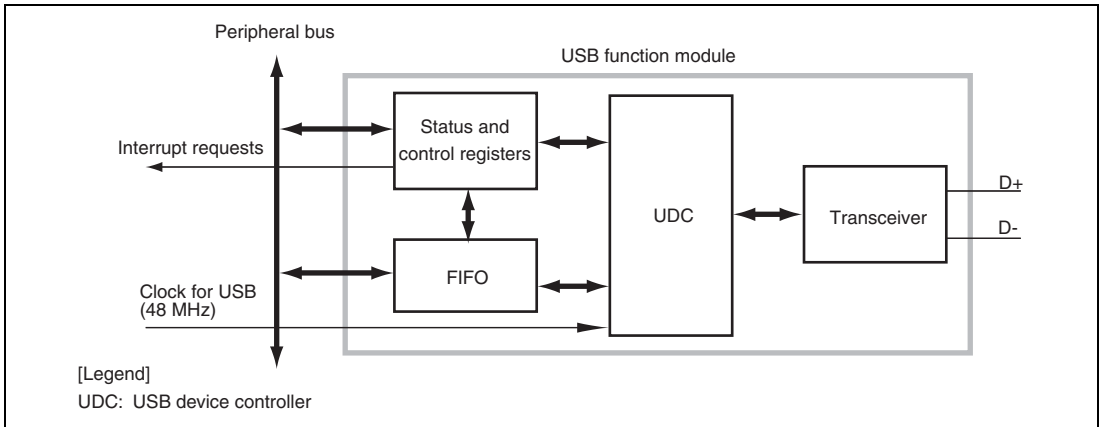 Peripheral bus
USB function module
Status and
control registers
Interrupt requests
UDC
Transceiver
D+
D-
FIFO
Clock for USB
(48 MHz)
[Legend]
UDC: USB device controller